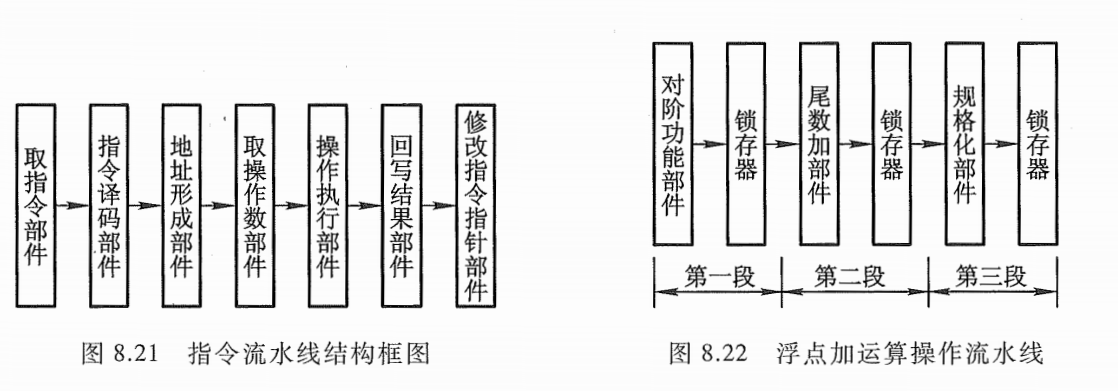 取指令部件
指令译码部件
地址形成部件
取操作数部件
操作执行部件
回写结果部件
修改指令指针部件
图 8.21 指令流水线结构框图
对阶功能部件
锁存器
尾数加部件
锁存器
规格化部件
锁存器
第一段
第二段
第三段
图 8.22 浮点加运算操作流水线